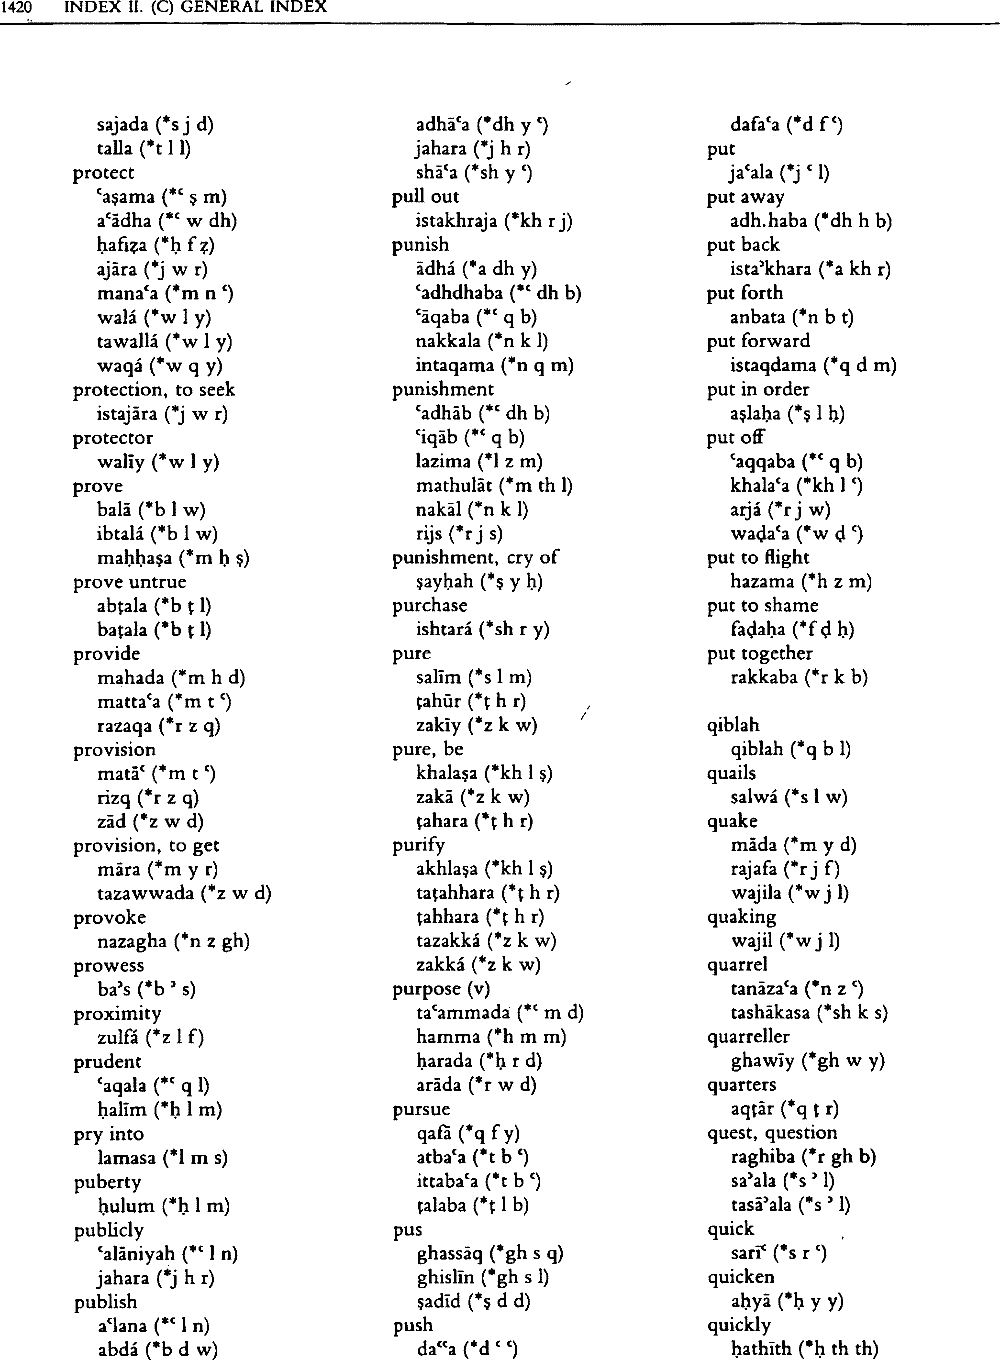 1420 INDEX II. (C) GENERAL INDEX
sajada (*s j d)
talla (*t l l)
protect
ʿaṣama (*ʿ ṣ m)
aʿādha (*ʿ w dh)
ḥafiẓa (*ḥ f ẓ)
ajāra (*j w r)
manaʿa (*m n ʿ)
walá (*w l y)
tawallá (*w l y)
waqá (*w q y)
protection, to seek
istajāra (*j w r)
protector
walīy (*w l y)
prove
balā (*b l w)
ibtalá (*b l w)
maḥḥaṣa (*m ḥ ṣ)
prove untrue
abṭala (*b ṭ l)
baṭala (*b ṭ l)
provide
mahada (*m h d)
mattaʿa (*m t ʿ)
razaqa (*r z q)
provision
matāʿ (*m t ʿ)
rizq (*r z q)
zād (*z w d)
provision, to get
māra (*m y r)
tazawwada (*z w d)
provoke
nazagha (*n z gh)
prowess
baʾs (*b ʾ s)
proximity
zulfá (*z l f)
prudent
ʿaqala (*ʿ q l)
ḥalīm (*ḥ l m)
pry into
lamasa (*l m s)
puberty
ḥulum (*ḥ l m)
publicly
ʿalāniyah (*ʿ l n)
jahara (*j h r)
publish
aʿlana (*ʿ l n)
abdá (*b d w)
adhāʿa (*dh y ʿ)
jahara (*j h r)
shāʿa (*sh y ʿ)
pull out
istakhraja (*kh r j)
punish
ādhá (*a dh y)
ʿadhdhaba (*ʿ dh b)
ʿāqaba (*ʿ q b)
nakkala (*n k l)
intaqama (*n q m)
punishment
ʿadhāb (*ʿ dh b)
ʿiqāb (*ʿ q b)
lazima (*l z m)
mathulāt (*m th l)
nakāl (*n k l)
rijs (*r j s)
punishment, cry of
ṣayḥah (*ṣ y ḥ)
purchase
ishtará (*sh r y)
pure
salīm (*s l m)
ṭahūr (*ṭ h r)
zakīy (*z k w)
pure, be
khalaṣa (*kh l ṣ)
zakā (*z k w)
ṭahara (*ṭ h r)
purify
akhlaṣa (*kh l ṣ)
taṭahhara (*ṭ h r)
ṭahhara (*ṭ h r)
tazakká (*z k w)
zakká (*z k w)
purpose (v)
taʿammada (*ʿ m d)
hamma (*h m m)
ḥarada (*ḥ r d)
arāda (*r w d)
pursue
qafā (*q f y)
atbaʿa (*t b ʿ)
ittabaʿa (*t b ʿ)
ṭalaba (*ṭ l b)
pus
ghassāq (*gh s q)
ghislīn (*gh s l)
ṣadīd (*ṣ d d)
push
daʿʿa (*d ʿ ʿ)
dafaʿa (*d f ʿ)
put
jaʿala (*j ʿ l)
put away
adh.haba (*dh h b)
put back
istaʾkhara (*a kh r)
put forth
anbata (*n b t)
put forward
istaqdama (*q d m)
put in order
aṣlaḥa (*ṣ l ḥ)
put off
ʿaqqaba (*ʿ q b)
khalaʿa (*kh l ʿ)
arjá (*r j w)
waḍaʿa (*w ḍ ʿ)
put to flight
hazama (*h z m)
put to shame
faḍaḥa (*f ḍ ḥ)
put together
rakkaba (*r k b)
qiblah
qiblah (*q b l)
quails
salwá (*s l w)
quake
māda (*m y d)
rajafa (*r j f)
wajila (*w j l)
quaking
wajil (*w j l)
quarrel
tanāzaʿa (*n z ʿ)
tashākasa (*sh k s)
quarreller
ghawīy (*gh w y)
quarters
aqṭār (*q ṭ r)
quest, question
raghiba (*r gh b)
saʾala (*s ʾ l)
tasāʾala (*s ʾ l)
quick
sarīʿ (*s r ʿ)
quicken
aḥyā (*ḥ y y)
quickly
ḥathīth (*ḥ th th)